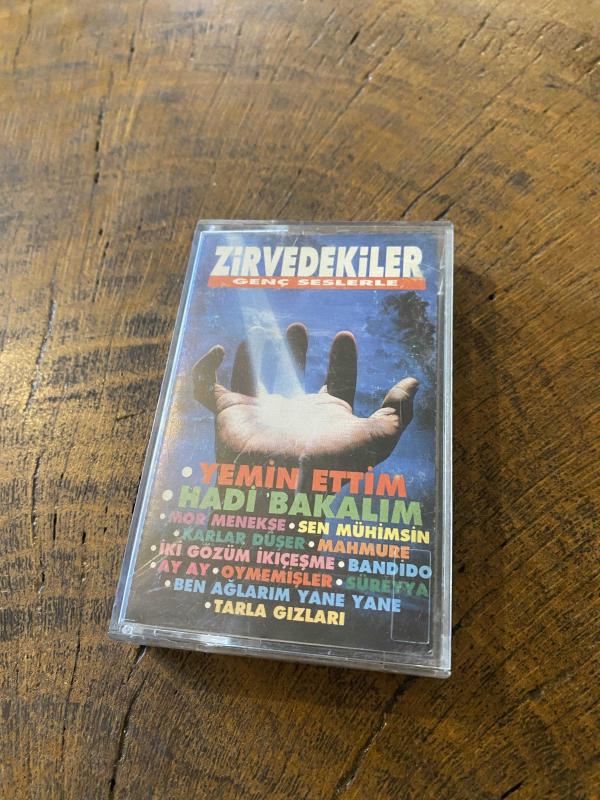 ZİRVEDEKİLER
GENÇ SESLERLE
• YEMİN ETTİM
• HADİ BAKALIM
• MOR MENEKŞE • SEN MÜHİMSİN
• KARLAR DÜŞER • MAHMURE
• İKİ GÖZÜM İKİÇEŞME • BANDİDO
• AY AY • OYMEMİŞLER • SÜREYYA
• BEN AĞLARIM YANE YANE
• TARLA GIZLARI